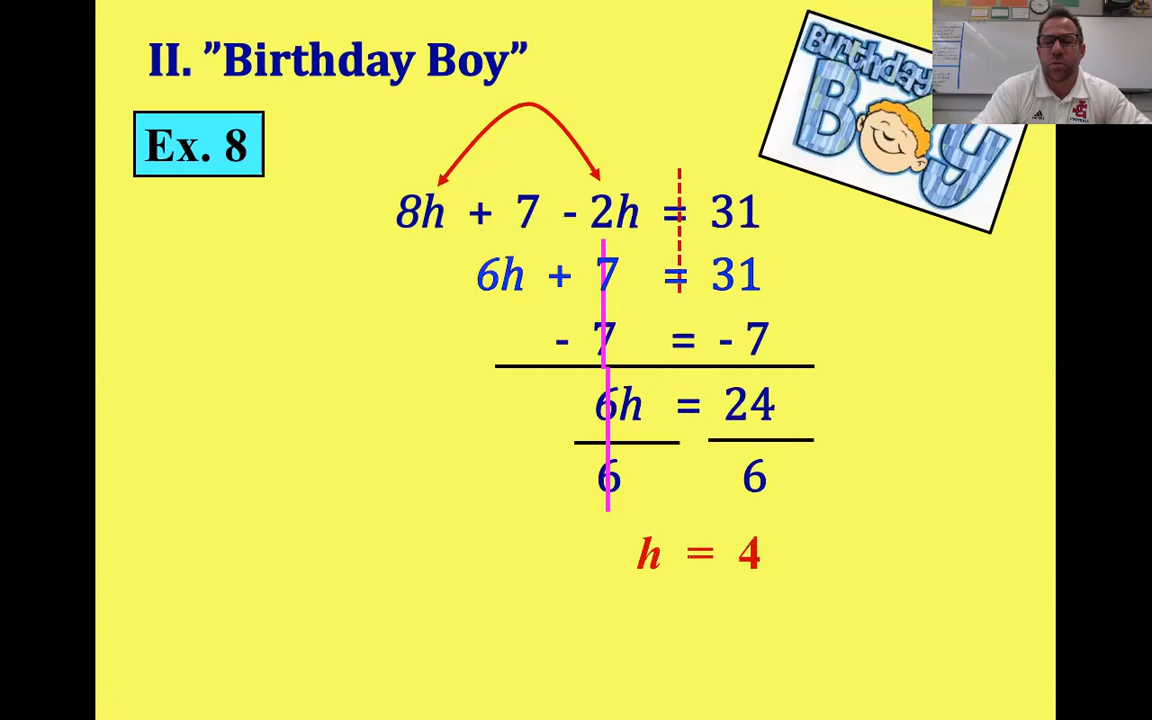 II. ”Birthday Boy”
Birthday
Boy
Ex. 8
8h + 7 - 2h = 31
6h + 7 = 31
- 7 = - 7
6h = 24
6 6
h = 4